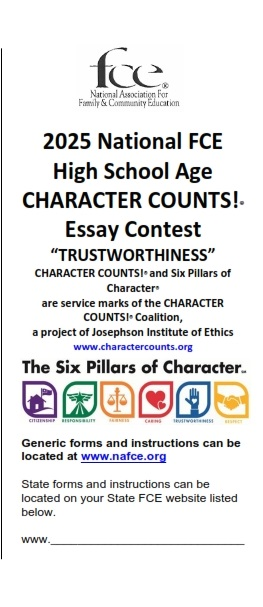 fce®
National Association For
Family & Community Education
2025 National FCE
High School Age
CHARACTER COUNTS!®
Essay Contest
“TRUSTWORTHINESS”
CHARACTER COUNTS!® and Six Pillars of
Character®
are service marks of the CHARACTER
COUNTS!® Coalition,
a project of Josephson Institute of Ethics
www.charactercounts.org
The Six Pillars of Character℠
CITIZENSHIP RESPONSIBILITY FAIRNESS CARING TRUSTWORTHINESS RESPECT
Generic forms and instructions can be
located at www.nafce.org
State forms and instructions can be
located on your State FCE website listed
below.
www.______________________________